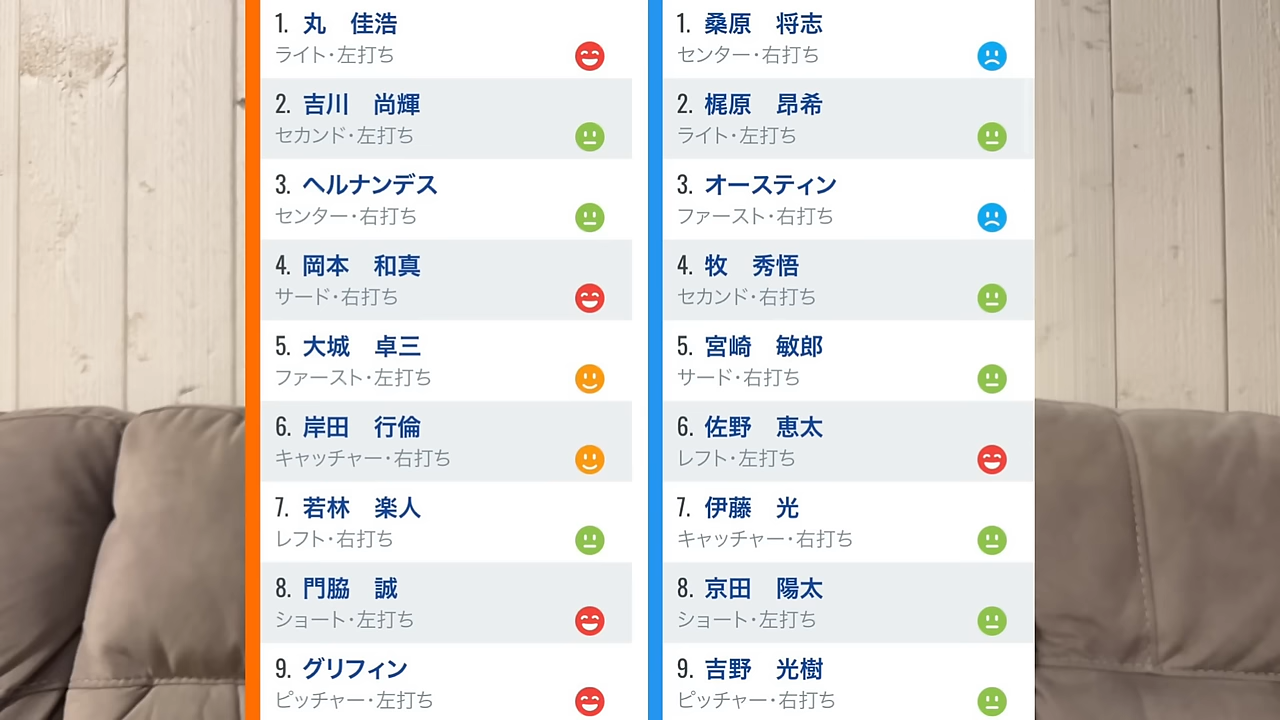 1. 丸　佳浩
ライト・左打ち
2. 吉川　尚輝
セカンド・左打ち
3. ヘルナンデス
センター・右打ち
4. 岡本　和真
サード・右打ち
5. 大城　卓三
ファースト・左打ち
6. 岸田　行倫
キャッチャー・右打ち
7. 若林　楽人
レフト・右打ち
8. 門脇　誠
ショート・左打ち
9. グリフィン
ピッチャー・左打ち
1. 桑原　将志
センター・右打ち
2. 梶原　昂希
ライト・左打ち
3. オースティン
ファースト・右打ち
4. 牧　秀悟
セカンド・右打ち
5. 宮崎　敏郎
サード・右打ち
6. 佐野　恵太
レフト・左打ち
7. 伊藤　光
キャッチャー・右打ち
8. 京田　陽太
ショート・左打ち
9. 吉野　光樹
ピッチャー・右打ち